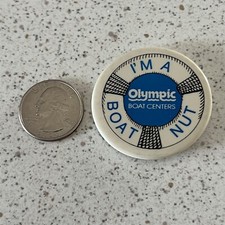 I'M A
Olympic
BOAT CENTERS
BOAT NUT